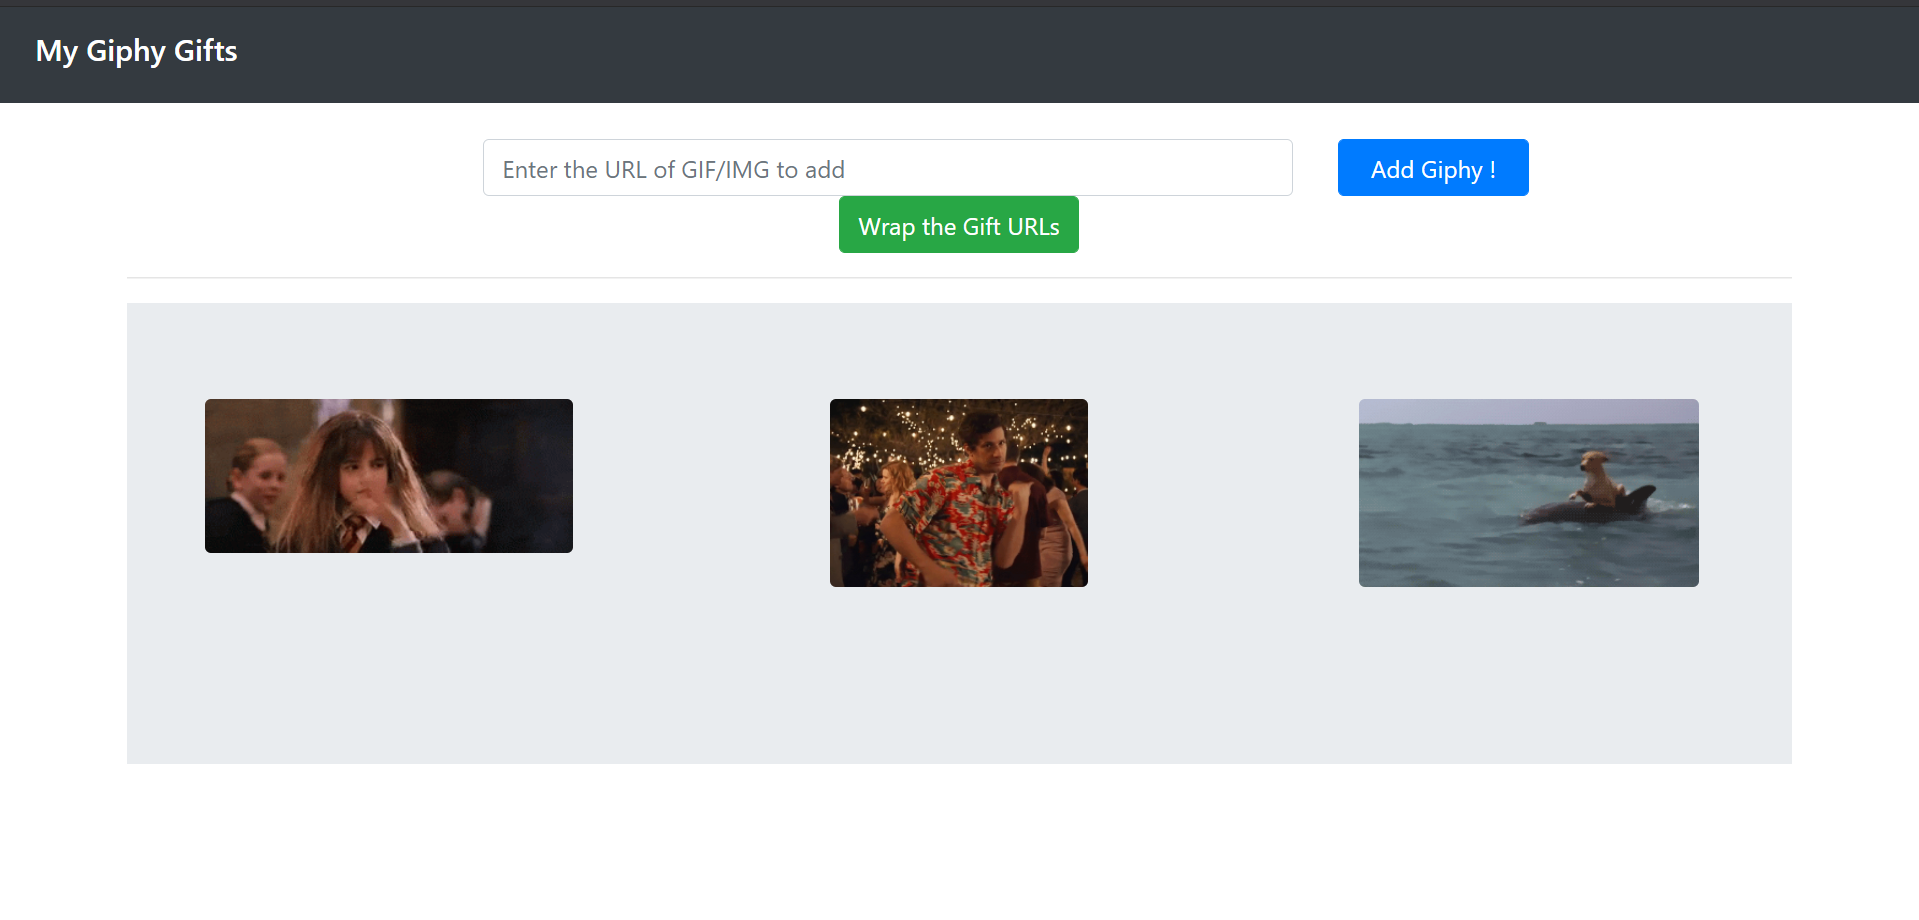 My Giphy Gifts
Enter the URL of GIF/IMG to add
Add Giphy !
Wrap the Gift URLs